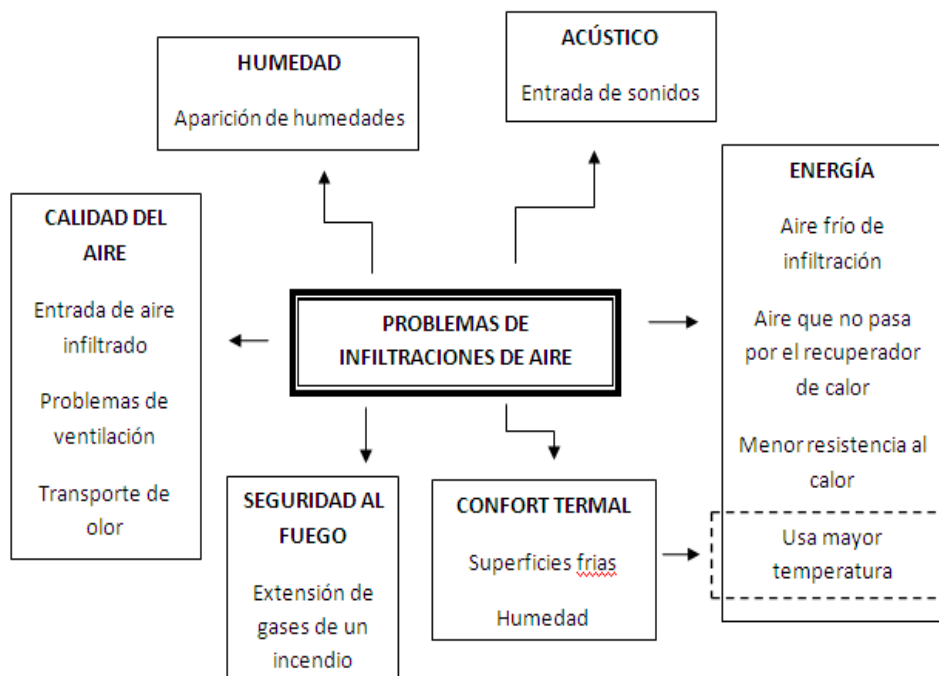 HUMEDAD
Aparición de humedades
ACÚSTICO
Entrada de sonidos
CALIDAD DEL
AIRE
Entrada de aire
infiltrado
Problemas de
ventilación
Transporte de
olor
PROBLEMAS DE
INFILTRACIONES DE AIRE
ENERGÍA
Aire frío de
infiltración
Aire que no pasa
por el recuperador
de calor
Menor resistencia al
calor
Usa mayor
temperatura
SEGURIDAD AL
FUEGO
Extensión de
gases de un
incendio
CONFORT TERMAL
Superficies frias
Humedad